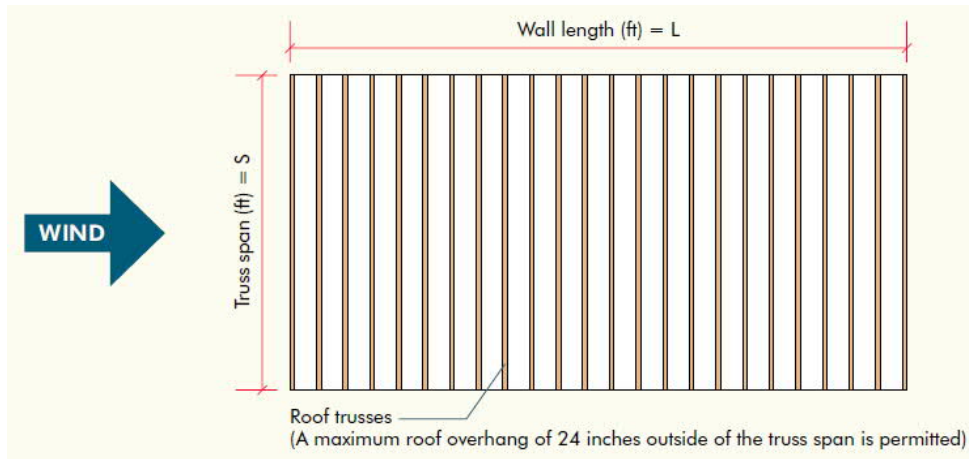 Wall length (ft) = L
Truss span (ft) = S
WIND
Roof trusses
(A maximum roof overhang of 24 inches outside of the truss span is permitted)